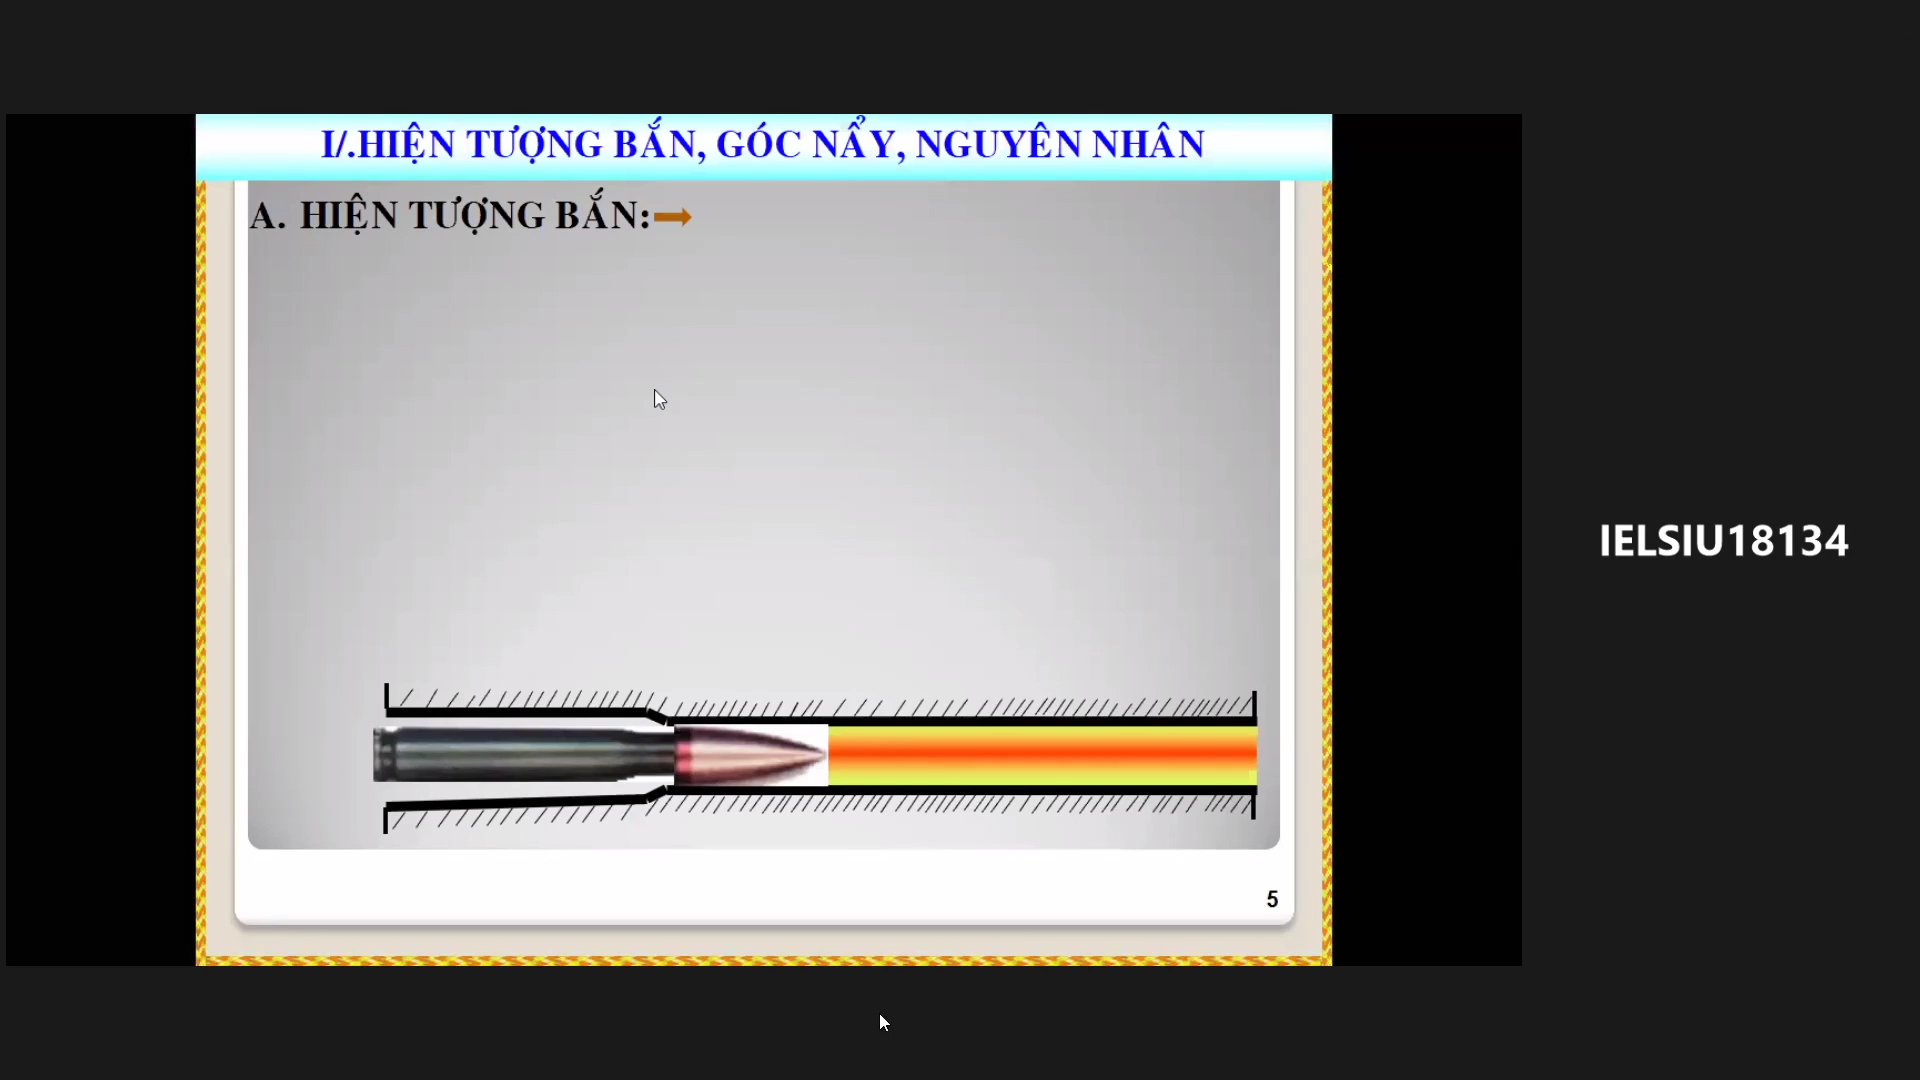 I/.HIỆN TƯỢNG BẮN, GÓC NẨY, NGUYÊN NHÂN
A. HIỆN TƯỢNG BẮN:
IELSIU18134
5